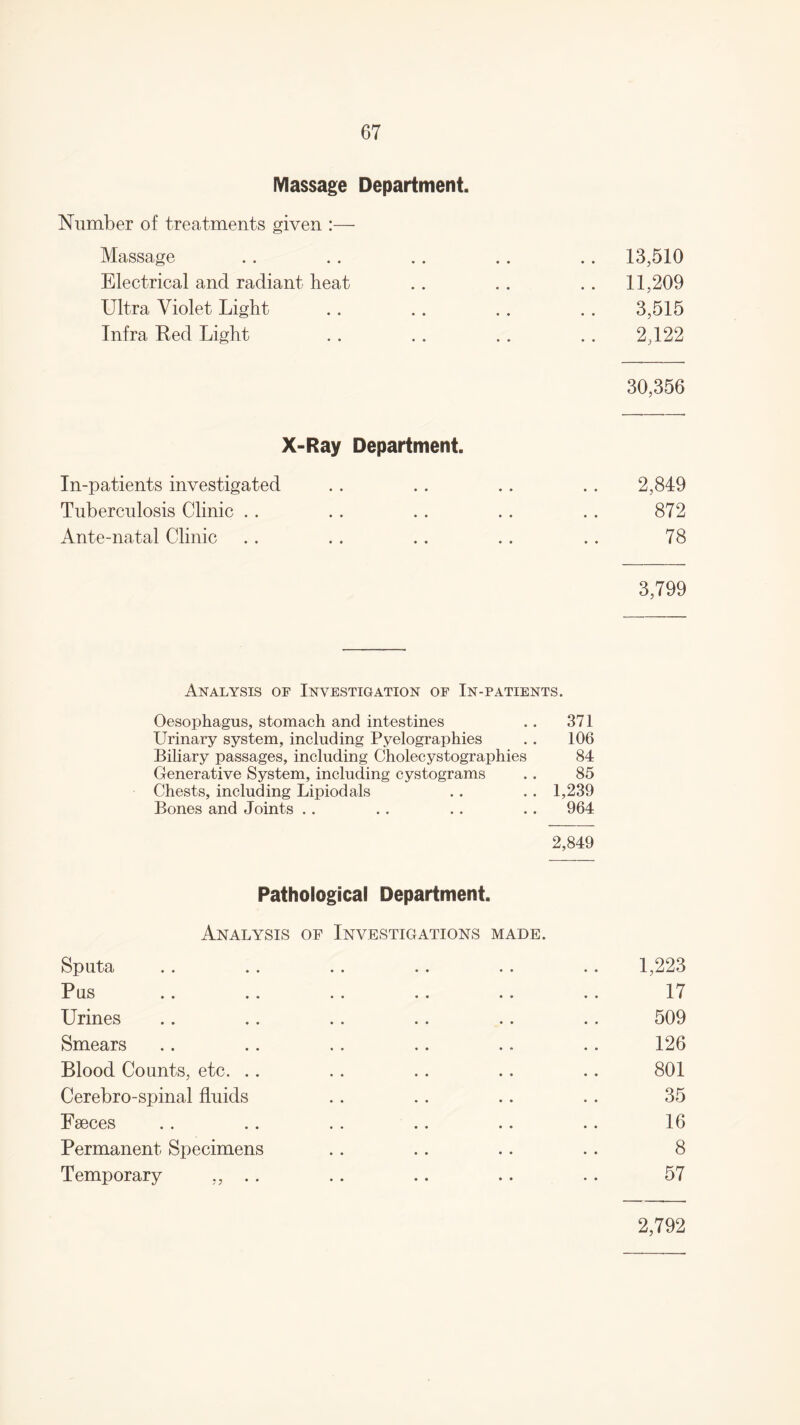 67
Massage Department.
Number of treatments given :—
Massage .. .. .. .. .. 13,510
Electrical and radiant heat .. .. .. 11,209
Ultra Violet Light .. .. .. .. 3,515
Infra Red Light .. .. .. .. 2,122
30,356
X-Ray Department.
In-patients investigated .. .. .. .. 2,849
Tuberculosis Clinic .. .. .. .. .. 872
Ante-natal Clinic .. .. .. .. .. 78
3,799
Analysis of Investigation of In-patients.
Oesophagus, stomach and intestines .. 371
Urinary system, including Pyelographies .. 106
Biliary passages, including Cholecystographies 84
Generative System, including cystograms .. 85
Chests, including Lipiodals .. .. 1,239
Bones and Joints .. .. .. .. 964
2,849
Pathological Department.
Analysis of Investigations made.
Sputa .. .. .. .. .. .. 1,223
Pus .. .. .. .. .. .. 17
Urines .. .. .. .. .. .. 509
Smears .. .. .. .. .. .. 126
Blood Counts, etc. .. .. .. .. .. 801
Cerebro-spinal fluids .. .. .. .. 35
Fæces .. .. .. .. .. .. 16
Permanent Specimens .. .. .. .. 8
Temporary ,, .. .. .. .. .. 57
2,792